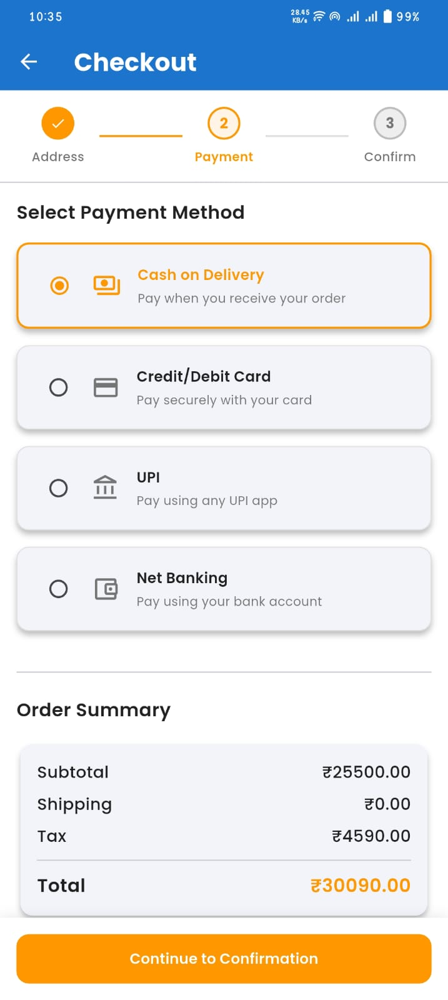 10:35
28.45
KB/s
99%
Checkout
2
3
Address
Payment
Confirm
Select Payment Method
Cash on Delivery
Pay when you receive your order
Credit/Debit Card
Pay securely with your card
UPI
Pay using any UPI app
Net Banking
Pay using your bank account
Order Summary
Subtotal ₹25500.00
Shipping ₹0.00
Tax ₹4590.00
Total ₹30090.00
Continue to Confirmation